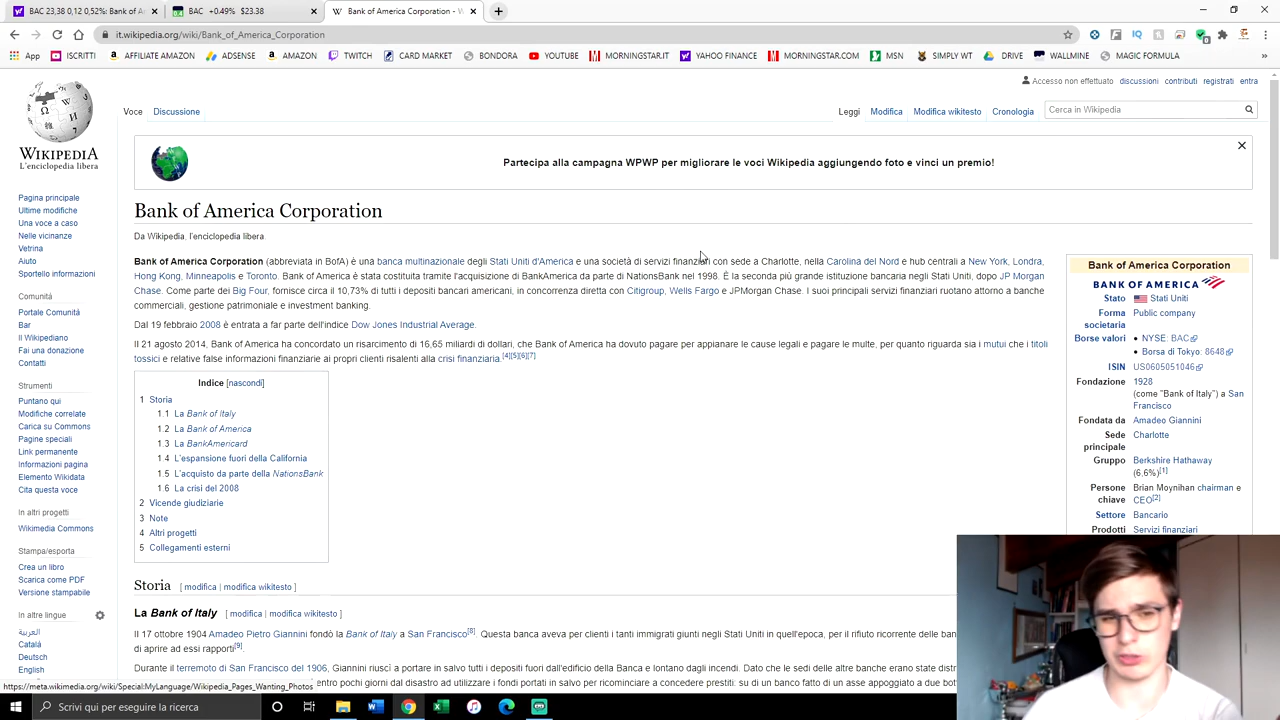 BAC 23,38 0,12 0,52%: Bank of Am
BAC +0.49% $23.38
Bank of America Corporation -
it.wikipedia.org/wiki/Bank_of_America_Corporation
App
ISCRITTI
AFFILIATE AMAZON
ADSENSE
AMAZON
TWITCH
CARD MARKET
BONDORA
YOUTUBE
MORNINGSTAR.IT
YAHOO FINANCE
MORNINGSTAR.COM
MSN
SIMPLY WT
DRIVE
WALLMINE
MAGIC FORMULA
Accesso non effettuato discussioni contributi registrati entra
Voce Discussione
Leggi Modifica Modifica wikitesto Cronologia
Cerca in Wikipedia
WIKIPEDIA
L'enciclopedia libera
Partecipa alla campagna WPWP per migliorare le voci Wikipedia aggiungendo foto e vinci un premio!
Pagina principale
Ultime modifiche
Una voce a caso
Nelle vicinanze
Vetrina
Aiuto
Sportello informazioni
Comunità
Portale Comunità
Bar
Il Wikipediano
Fai una donazione
Contatti
Strumenti
Puntano qui
Modifiche correlate
Carica su Commons
Pagine speciali
Link permanente
Informazioni pagina
Elemento Wikidata
Cita questa voce
In altri progetti
Wikimedia Commons
Stampa/esporta
Crea un libro
Scarica come PDF
Versione stampabile
In altre lingue
العربية
Català
Deutsch
English
Bank of America Corporation
Da Wikipedia, l'enciclopedia libera.
Bank of America Corporation (abbreviata in BofA) è una banca multinazionale degli Stati Uniti d'America e una società di servizi finanziari con sede a Charlotte, nella Carolina del Nord e hub centrali a New York, Londra,
Hong Kong, Minneapolis e Toronto. Bank of America è stata costituita tramite l'acquisizione di BankAmerica da parte di NationsBank nel 1998. È la seconda più grande istituzione bancaria negli Stati Uniti, dopo JP Morgan
Chase. Come parte dei Big Four, fornisce circa il 10,73% di tutti i depositi bancari americani, in concorrenza diretta con Citigroup, Wells Fargo e JPMorgan Chase. I suoi principali servizi finanziari ruotano attorno a banche
commerciali, gestione patrimoniale e investment banking.
Dal 19 febbraio 2008 è entrata a far parte dell'indice Dow Jones Industrial Average.
Il 21 agosto 2014, Bank of America ha concordato un risarcimento di 16,65 miliardi di dollari, che Bank of America ha dovuto pagare per appianare le cause legali e pagare le multe, per quanto riguarda sia i mutui che i titoli
tossici e relative false informazioni finanziarie ai propri clienti risalenti alla crisi finanziaria.[4][5][6][7]
Indice [nascondi]
1 Storia
1.1 La Bank of Italy
1.2 La Bank of America
1.3 La BankAmericard
1.4 L'espansione fuori della California
1.5 L'acquisto da parte della NationsBank
1.6 La crisi del 2008
2 Vicende giudiziarie
3 Note
4 Altri progetti
5 Collegamenti esterni
Storia [ modifica | modifica wikitesto ]
La Bank of Italy [ modifica | modifica wikitesto ]
Il 17 ottobre 1904 Amadeo Pietro Giannini fondò la Bank of Italy a San Francisco[8]. Questa banca aveva per clienti i tanti immigrati giunti negli Stati Uniti in quell'epoca, per il rifiuto ricorrente delle ban
di aprire ad essi rapporti[9].
Durante il terremoto di San Francisco del 1906, Giannini riuscì a portare in salvo tutti i depositi fuori dall'edificio della Banca e lontano dagli incendi. Dato che le sedi delle altre banche erano state distr
entro pochi giorni dal disastro ad utilizzare i fondi portati in salvo per ricominciare a concedere prestiti: su di un banco fatto di un asse appoggiato a due bot
Bank of America Corporation
BANK OF AMERICA
Stato Stati Uniti
Forma societaria Public company
Borse valori NYSE: BAC
Borsa di Tokyo: 8648
ISIN US0605051046
Fondazione 1928
(come "Bank of Italy") a San
Francisco
Fondata da Amadeo Giannini
Sede principale Charlotte
Gruppo Berkshire Hathaway
(6,6%)[1]
Persone chiave Brian Moynihan chairman e
CEO[2]
Settore Bancario
Prodotti Servizi finanziari
https://meta.wikimedia.org/wiki/Special:MyLanguage/Wikipedia_Pages_Wanting_Photos
Scrivi qui per eseguire la ricerca